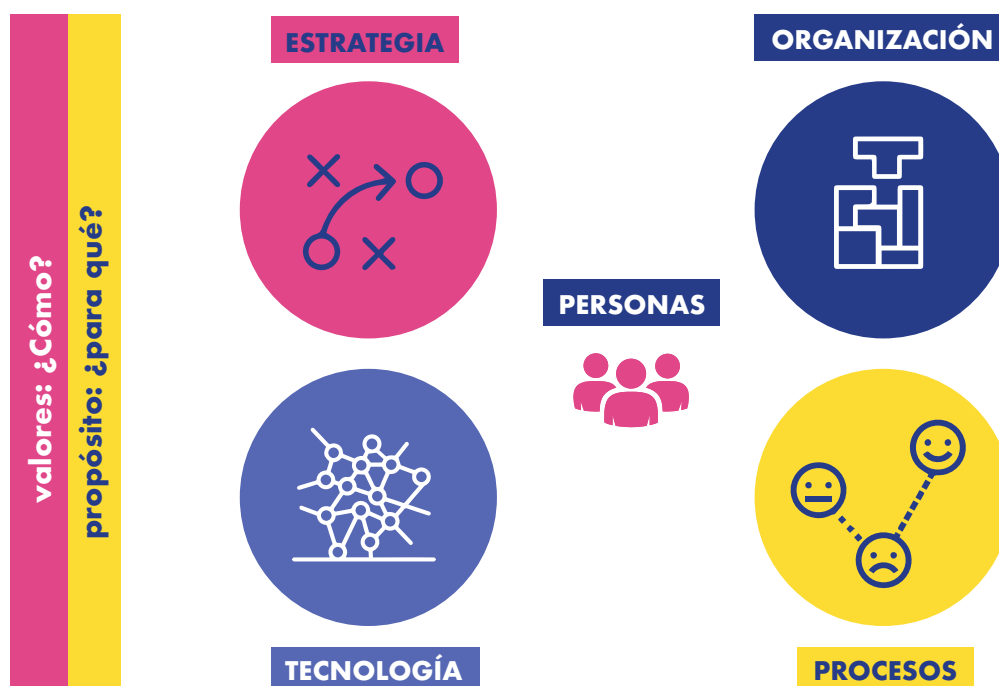 valores: ¿Cómo?
propósito: ¿para qué?
ESTRATEGIA
ORGANIZACIÓN
PERSONAS
TECNOLOGÍA
PROCESOS